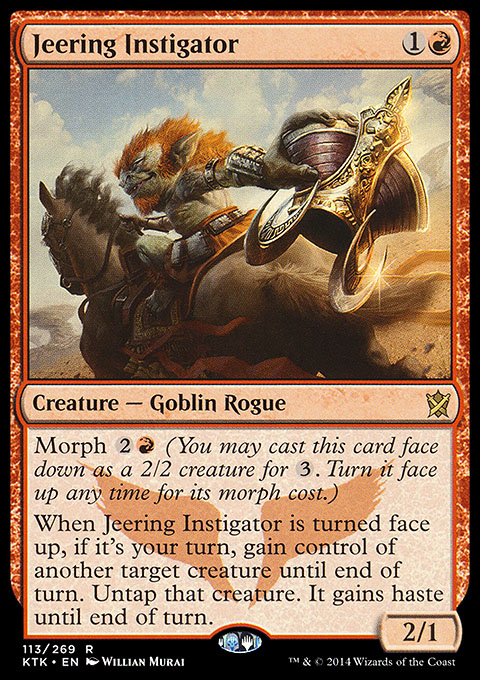 Jeering Instigator 1
Creature — Goblin Rogue
Morph 2 (You may cast this card face
down as a 2/2 creature for 3. Turn it face
up any time for its morph cost.)
When Jeering Instigator is turned face
up, if it's your turn, gain control of
another target creature until end of
turn. Untap that creature. It gains haste
until end of turn.
2/1
113/269 R
KTK • EN Willian Murai
™ & © 2014 Wizards of the Coast